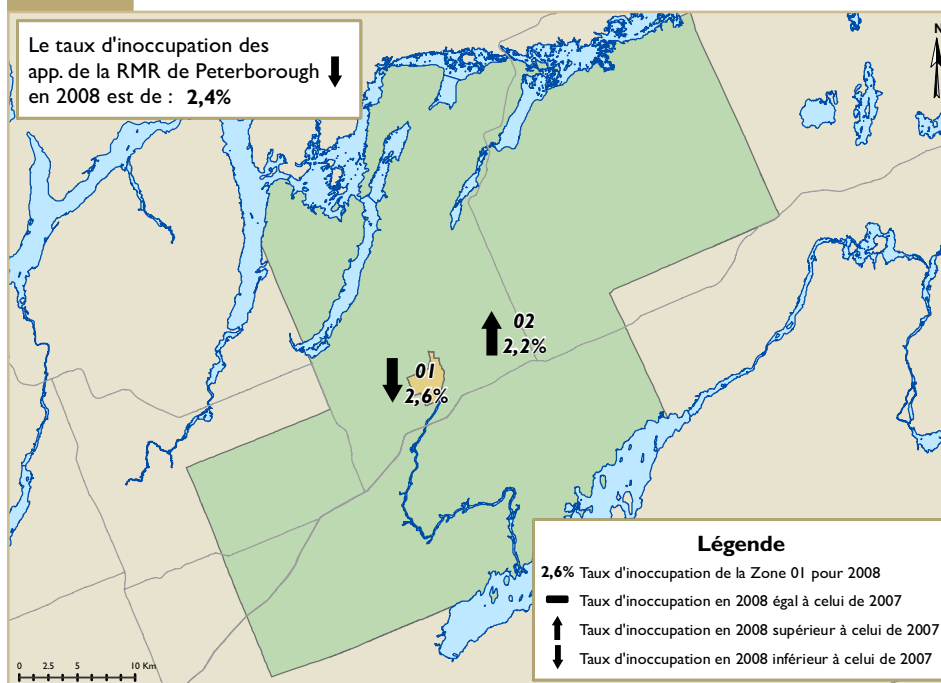 Le taux d'inoccupation des
app. de la RMR de Peterborough
en 2008 est de : 2,4%
N
02
2,2%
01
2,6%
Légende
2,6% Taux d'inoccupation de la Zone 01 pour 2008
Taux d'inoccupation en 2008 égal à celui de 2007
Taux d'inoccupation en 2008 supérieur à celui de 2007
Taux d'inoccupation en 2008 inférieur à celui de 2007
0 2.5 5 10 Km